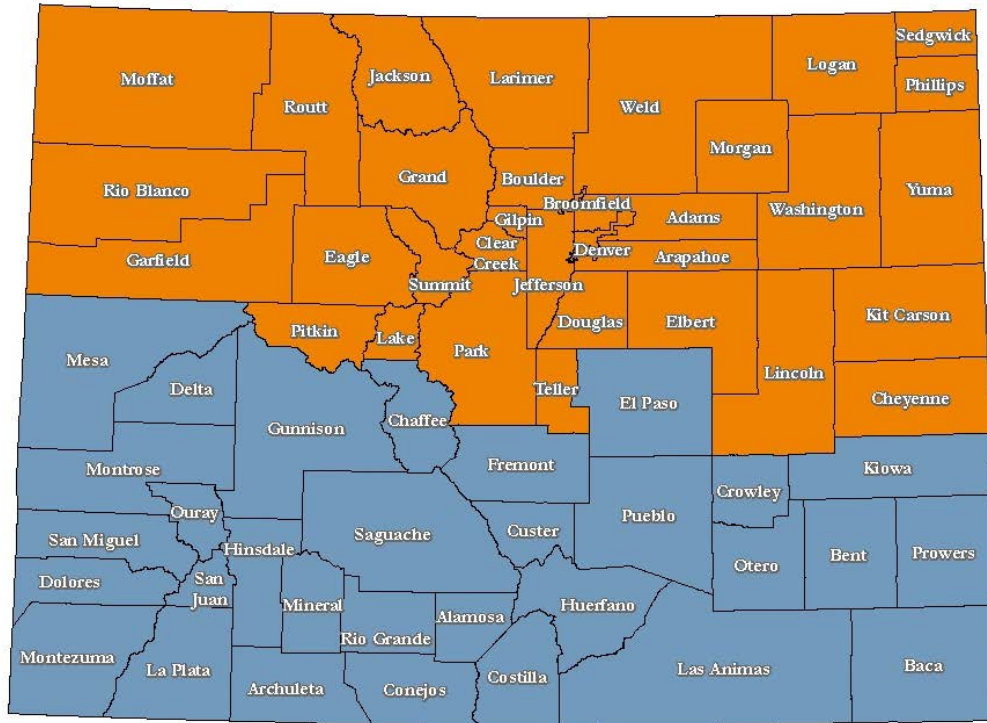 Moffat
Routt
Jackson
Larimer
Weld
Logan
Sedgwick
Phillips
Morgan
Rio Blanco
Grand
Boulder
Broomfield
Gilpin
Adams
Washington
Yuma
Garfield
Eagle
Summit
Clear
Creek
Jefferson
Denver
Arapahoe
Pitkin
Lake
Park
Douglas
Elbert
Lincoln
Kit Carson
Cheyenne
Mesa
Delta
Gunnison
Chaffee
Teller
El Paso
Montrose
Ouray
Fremont
Crowley
Kiowa
San Miguel
Hinsdale
Saguache
Custer
Pueblo
Otero
Bent
Prowers
Dolores
San
Juan
Mineral
Rio Grande
Alamosa
Huerfano
Montezuma
La Plata
Archuleta
Conejos
Costilla
Las Animas
Baca